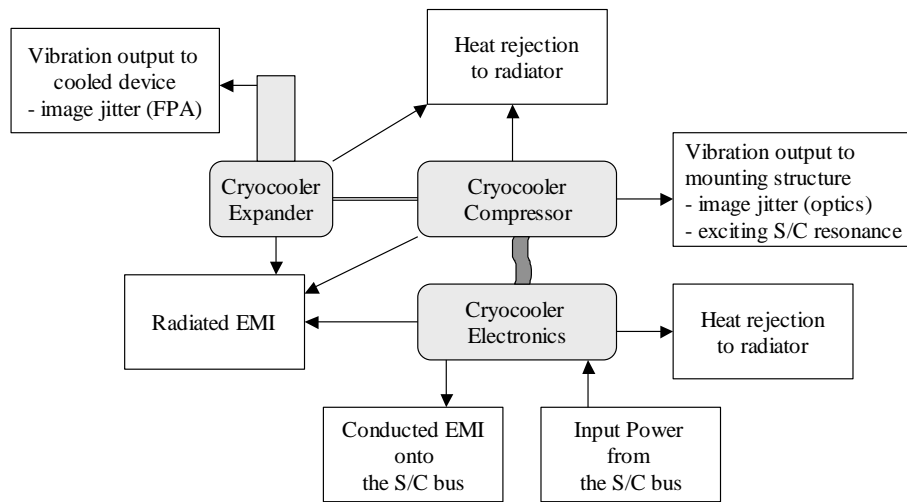 Vibration output to
cooled device
- image jitter (FPA)
Heat rejection
to radiator
Cryocooler
Expander
Cryocooler
Compressor
Vibration output to
mounting structure
- image jitter (optics)
- exciting S/C resonance
Radiated EMI
Cryocooler
Electronics
Heat rejection
to radiator
Conducted EMI
onto
the S/C bus
Input Power
from
the S/C bus